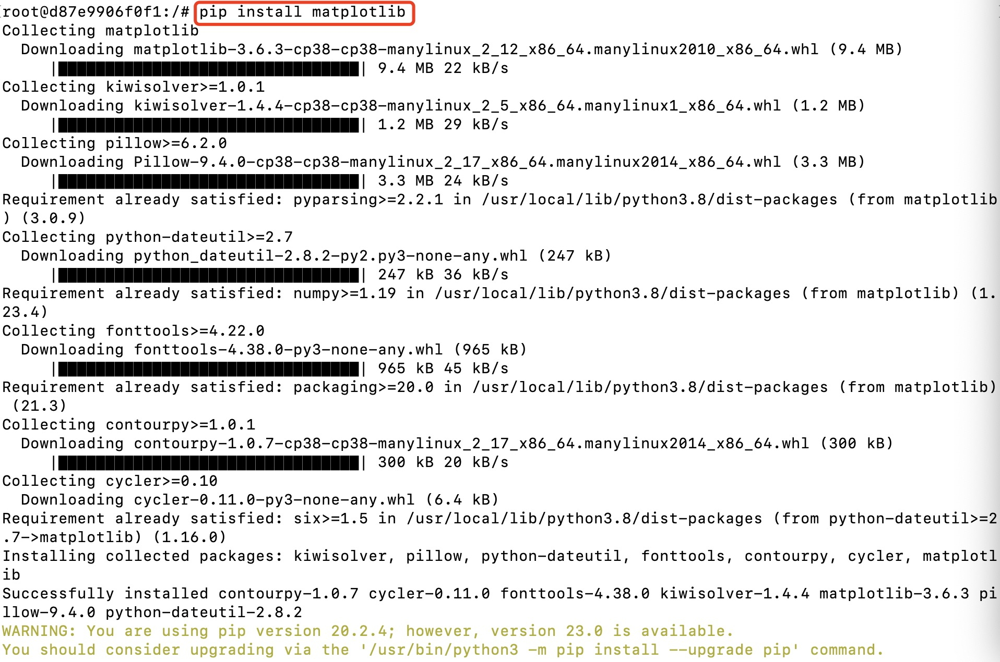 root@d87e9906f0f1:/# pip install matplotlib
Collecting matplotlib
  Downloading matplotlib-3.6.3-cp38-cp38-manylinux_2_12_x86_64.manylinux2010_x86_64.whl (9.4 MB)
     |████████████████████████████████| 9.4 MB 22 kB/s
Collecting kiwisolver>=1.0.1
  Downloading kiwisolver-1.4.4-cp38-cp38-manylinux_2_5_x86_64.manylinux1_x86_64.whl (1.2 MB)
     |████████████████████████████████| 1.2 MB 29 kB/s
Collecting pillow>=6.2.0
  Downloading Pillow-9.4.0-cp38-cp38-manylinux_2_17_x86_64.manylinux2014_x86_64.whl (3.3 MB)
     |████████████████████████████████| 3.3 MB 24 kB/s
Requirement already satisfied: pyparsing>=2.2.1 in /usr/local/lib/python3.8/dist-packages (from matplotlib
) (3.0.9)
Collecting python-dateutil>=2.7
  Downloading python_dateutil-2.8.2-py2.py3-none-any.whl (247 kB)
     |████████████████████████████████| 247 kB 36 kB/s
Requirement already satisfied: numpy>=1.19 in /usr/local/lib/python3.8/dist-packages (from matplotlib) (1.
23.4)
Collecting fonttools>=4.22.0
  Downloading fonttools-4.38.0-py3-none-any.whl (965 kB)
     |████████████████████████████████| 965 kB 45 kB/s
Requirement already satisfied: packaging>=20.0 in /usr/local/lib/python3.8/dist-packages (from matplotlib)
 (21.3)
Collecting contourpy>=1.0.1
  Downloading contourpy-1.0.7-cp38-cp38-manylinux_2_17_x86_64.manylinux2014_x86_64.whl (300 kB)
     |████████████████████████████████| 300 kB 20 kB/s
Collecting cycler>=0.10
  Downloading cycler-0.11.0-py3-none-any.whl (6.4 kB)
Requirement already satisfied: six>=1.5 in /usr/local/lib/python3.8/dist-packages (from python-dateutil>=2
.7->matplotlib) (1.16.0)
Installing collected packages: kiwisolver, pillow, python-dateutil, fonttools, contourpy, cycler, matplotl
ib
Successfully installed contourpy-1.0.7 cycler-0.11.0 fonttools-4.38.0 kiwisolver-1.4.4 matplotlib-3.6.3 pi
llow-9.4.0 python-dateutil-2.8.2
WARNING: You are using pip version 20.2.4; however, version 23.0 is available.
You should consider upgrading via the '/usr/bin/python3 -m pip install --upgrade pip' command.